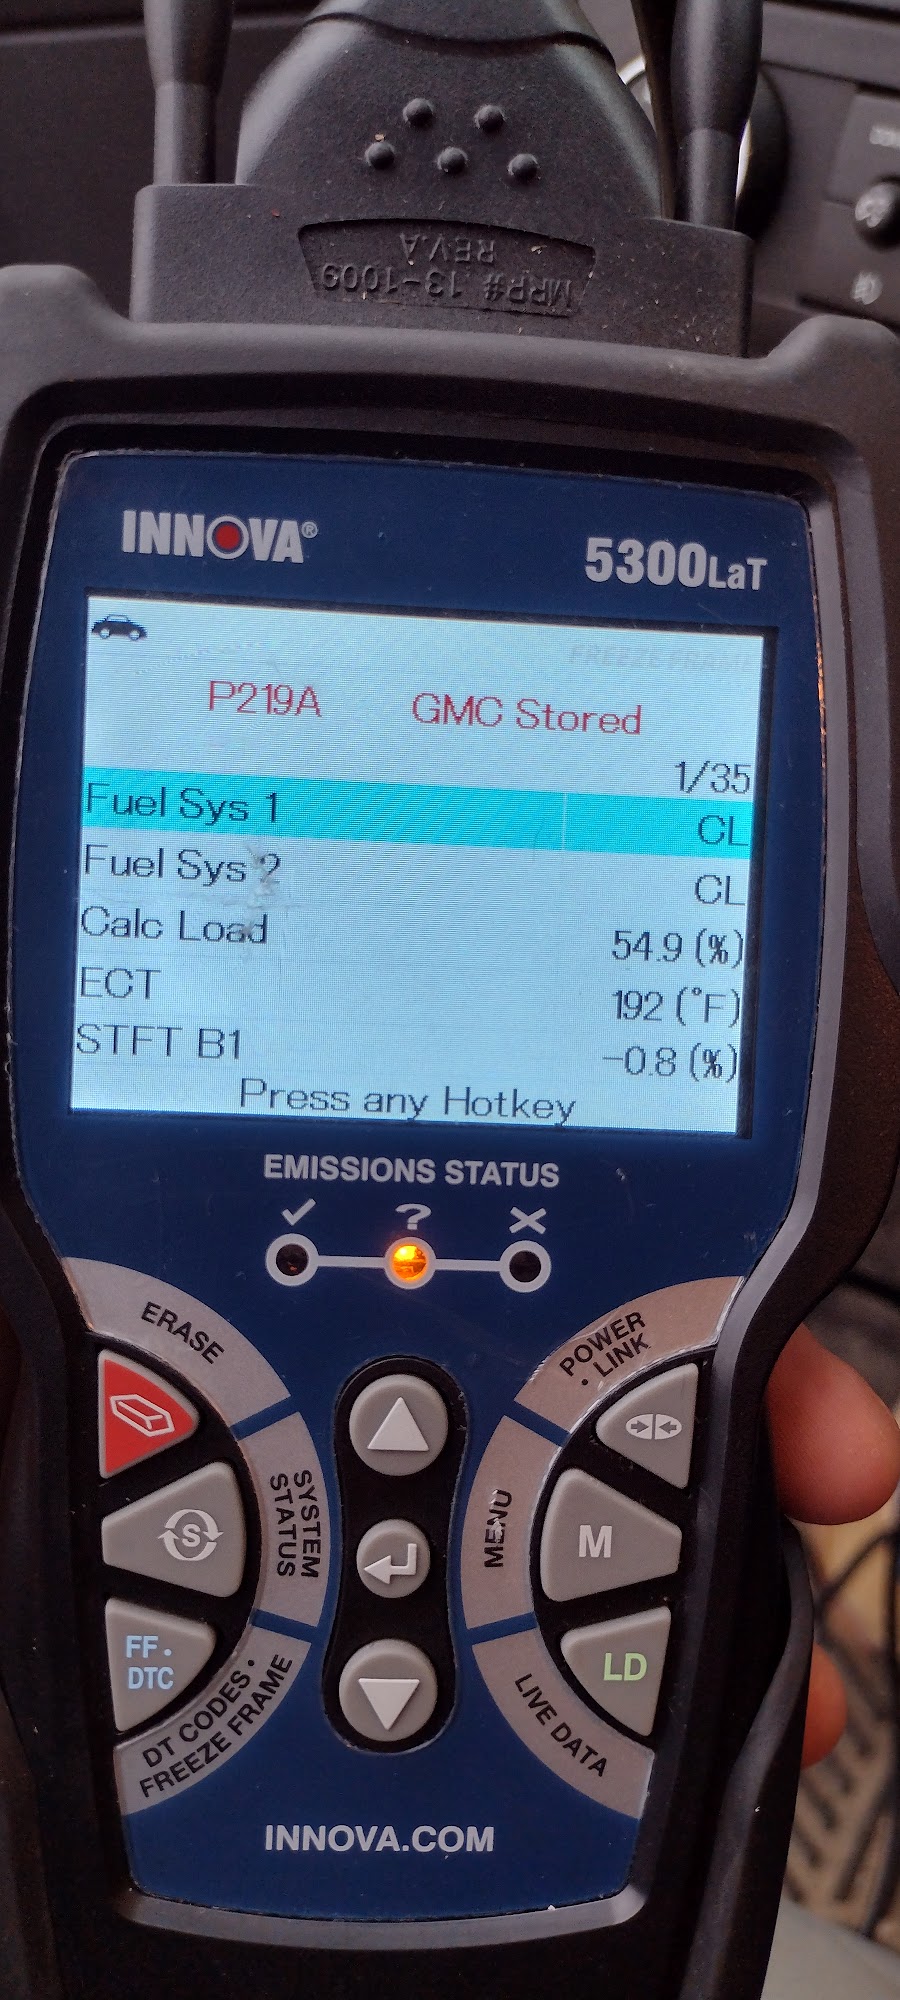 MRP# 13-1009
REV.A
INNOVA®
5300LaT
FREEZE FRAME
P219A GMC Stored
1/35
Fuel Sys 1 CL
Fuel Sys 2 CL
Calc Load 54.9 (%)
ECT 192 (°F)
STFT B1 -0.8 (%)
Press any Hotkey
EMISSIONS STATUS
✓ ? ✕
ERASE
POWER
• LINK
S
SYSTEM
STATUS
MENU
M
FF •
DTC
DT CODES •
FREEZE FRAME
LD
LIVE DATA
INNOVA.COM